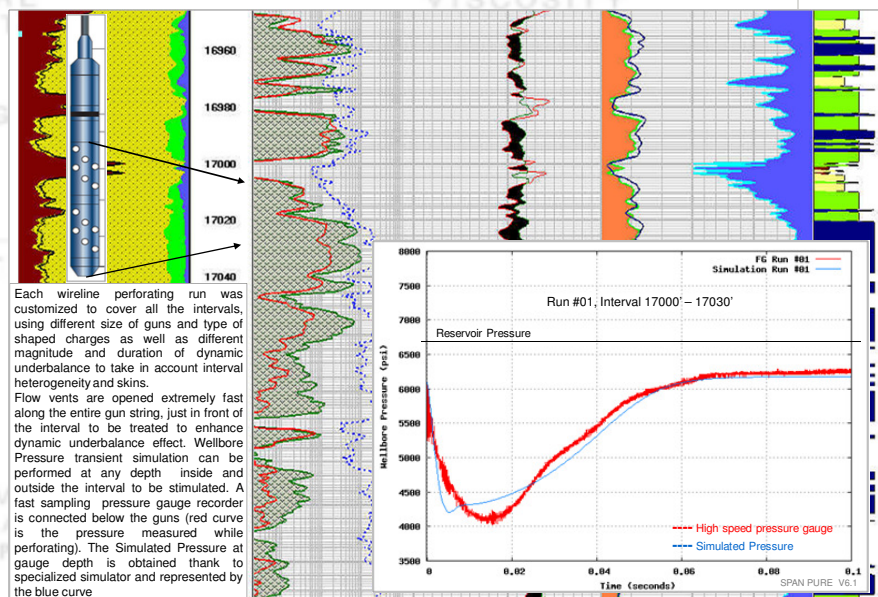 16960
16980
17000
17020
17040
Each wireline perforating run was
customized to cover all the intervals,
using different size of guns and type of
shaped charges as well as different
magnitude and duration of dynamic
underbalance to take in account interval
heterogeneity and skins.
Flow vents are opened extremely fast
along the entire gun string, just in front of
the interval to be treated to enhance
dynamic underbalance effect. Wellbore
Pressure transient simulation can be
performed at any depth inside and
outside the interval to be stimulated. A
fast sampling pressure gauge recorder
is connected below the guns (red curve
is the pressure measured while
perforating). The Simulated Pressure at
gauge depth is obtained thank to
specialized simulator and represented by
the blue curve
8000
7500
7000
6500
6000
5500
5000
4500
4000
3500
Wellbore Pressure (psi)
FG Run #01
Simulation Run #01
Run #01, Interval 17000’ – 17030’
Reservoir Pressure
High speed pressure gauge
Simulated Pressure
0
0.02
0.04
0.06
0.08
0.1
Time (seconds)
SPAN PURE V6.1